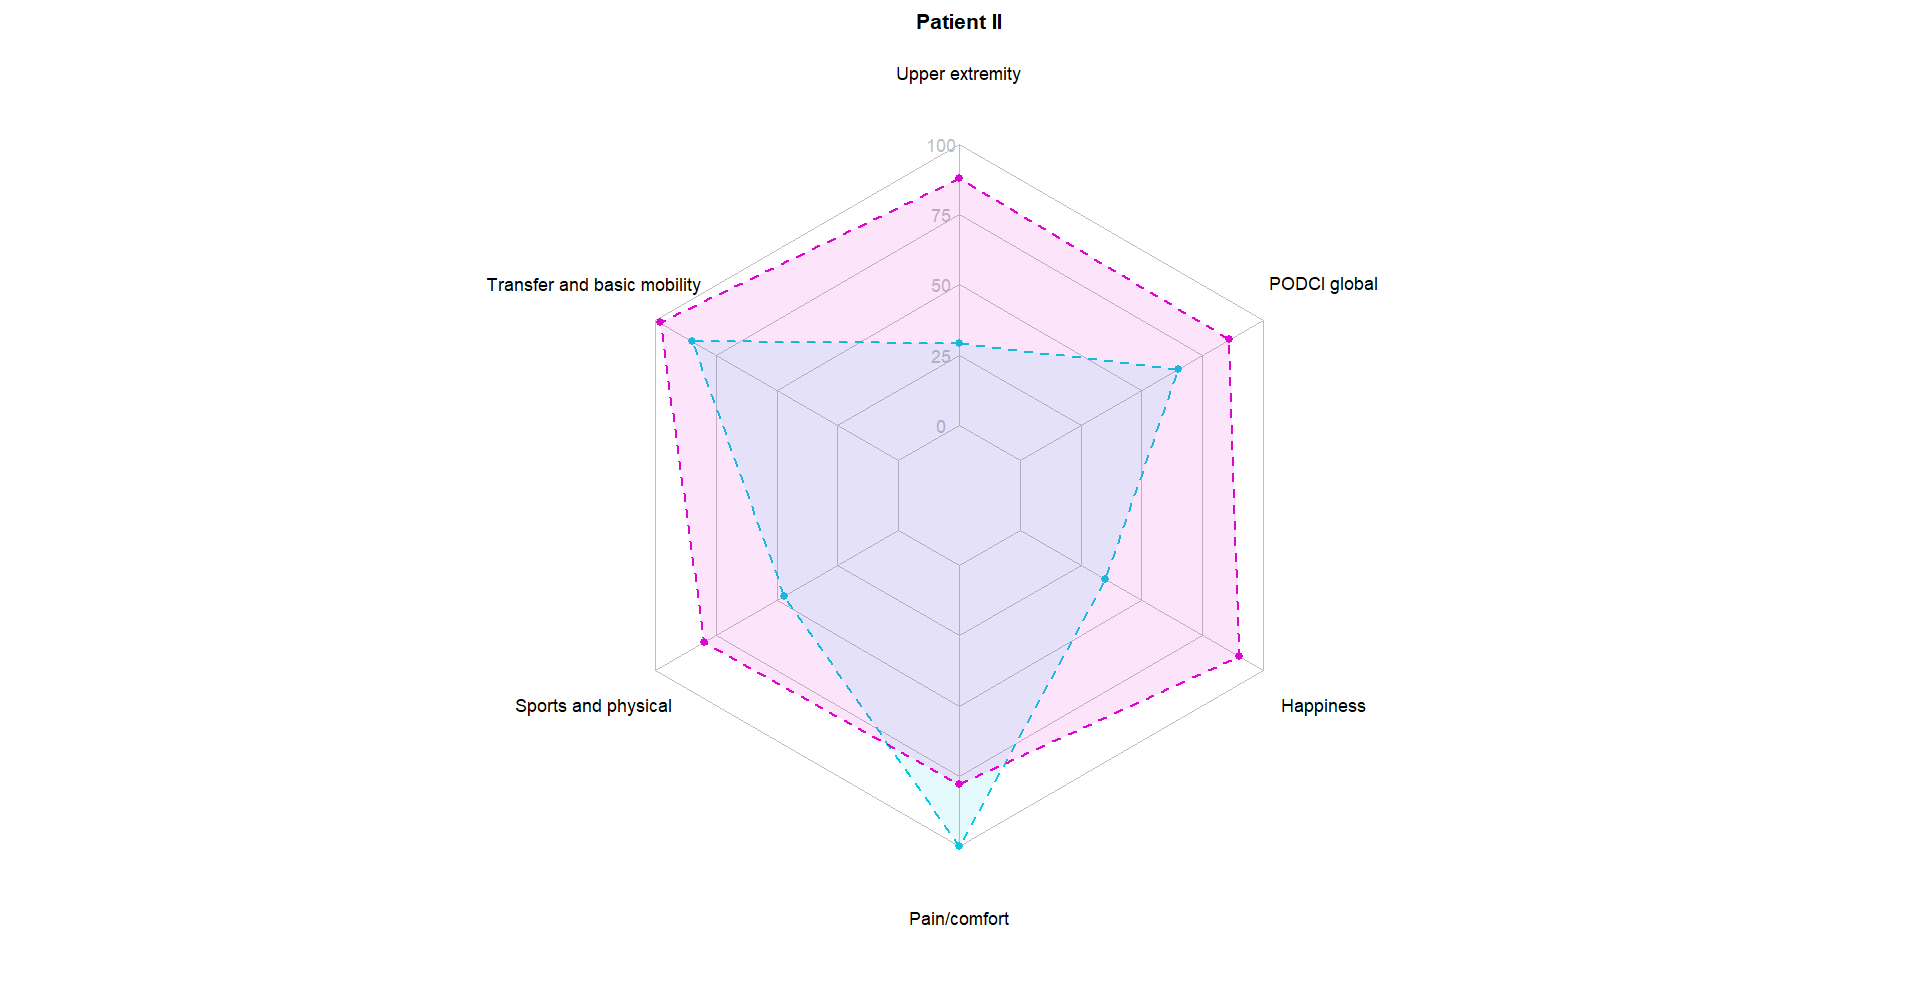 Patient II
Upper extremity
100
75
Transfer and basic mobility
PODCI global
50
25
0
Sports and physical
Happiness
Pain/comfort